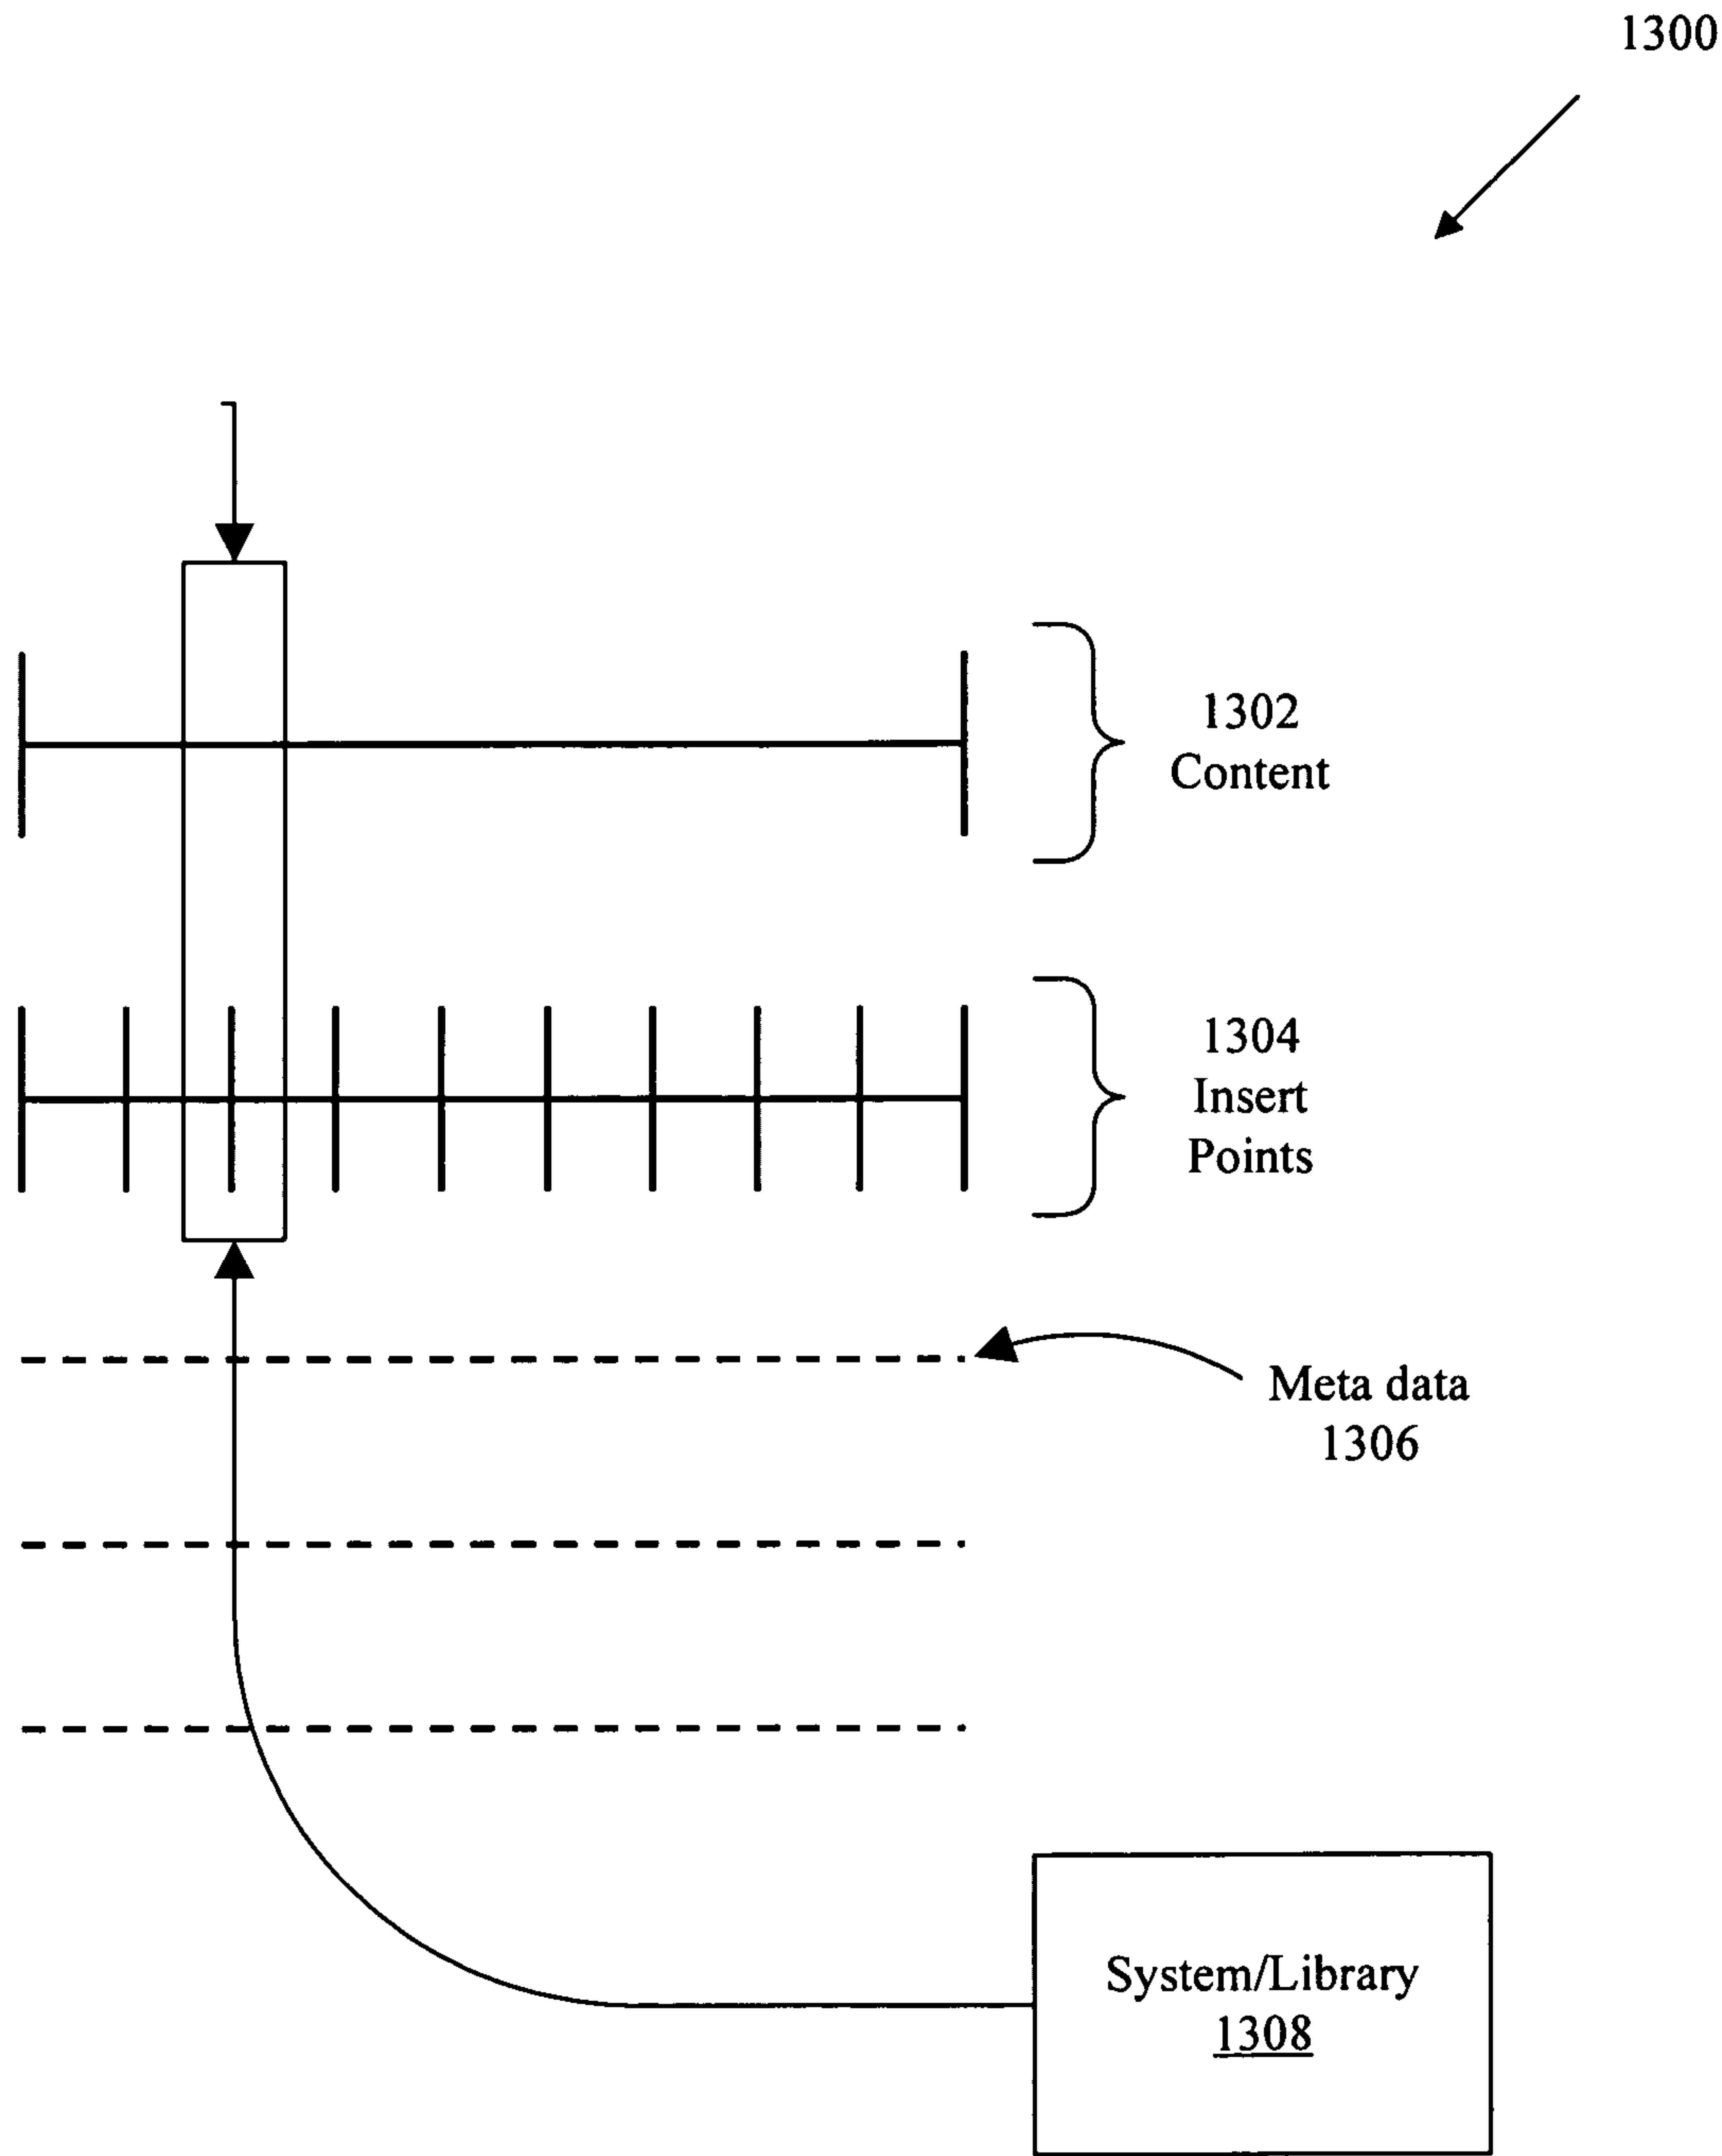 1300
1302
Content
1304
Insert
Points
Meta data
1306
System/Library
1308